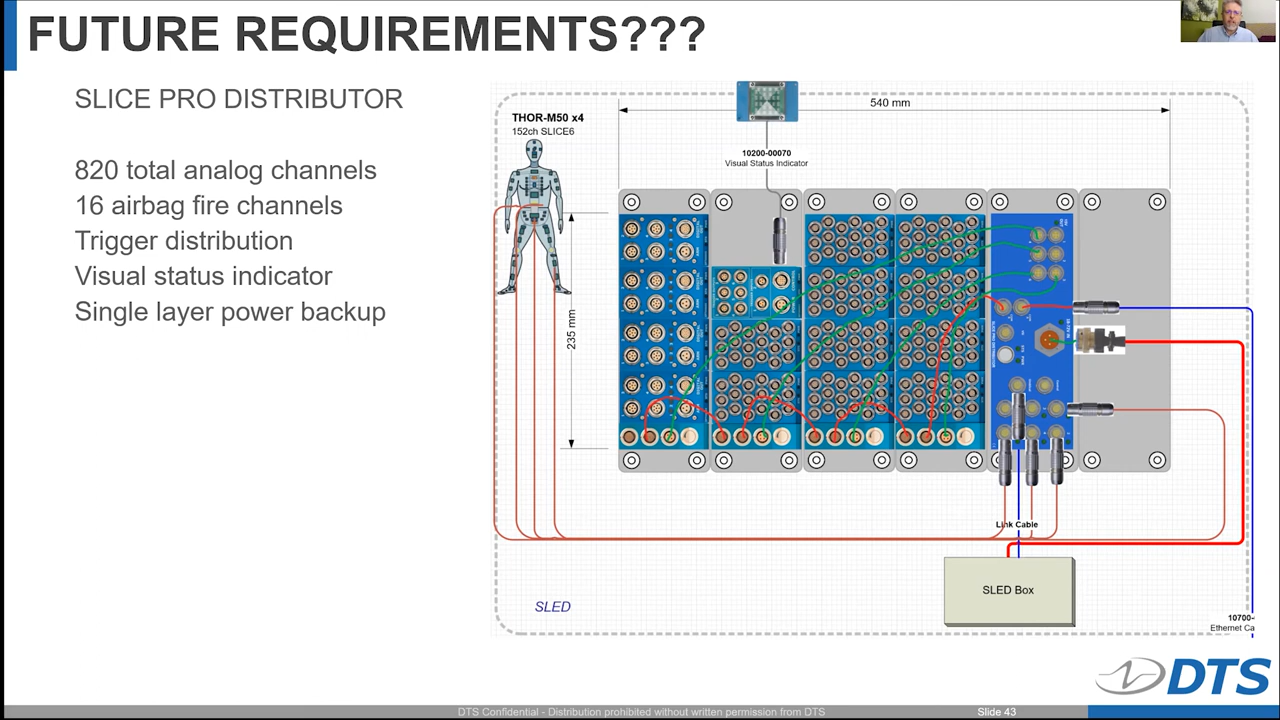 FUTURE REQUIREMENTS???
SLICE PRO DISTRIBUTOR
820 total analog channels
16 airbag fire channels
Trigger distribution
Visual status indicator
Single layer power backup
THOR-M50 x4
152ch SLICE6
540 mm
10200-00070
Visual Status Indicator
235 mm
Link Cable
SLED Box
SLED
10700-
Ethernet Ca
DTS
DTS Confidential - Distribution prohibited without written permission from DTS
Slide 43